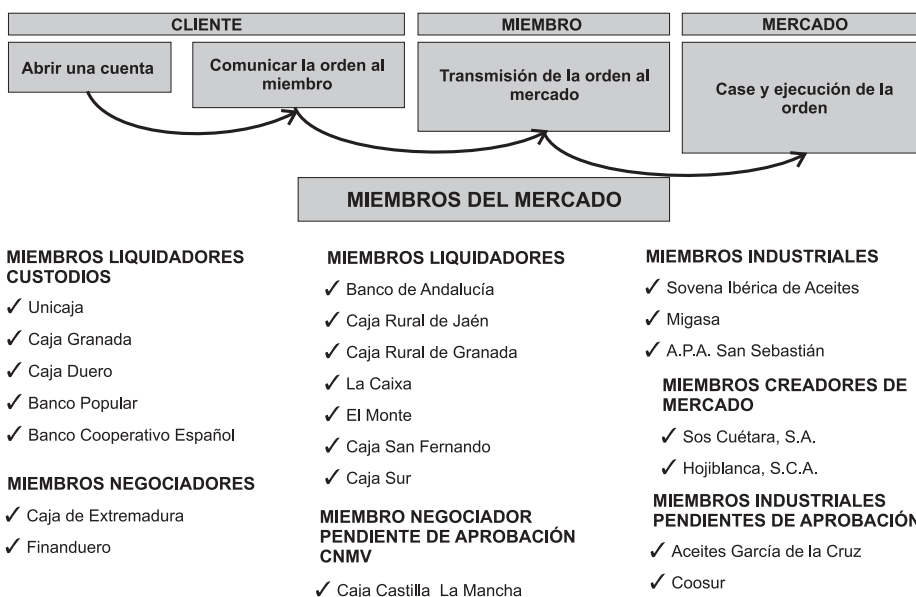 CLIENTE
MIEMBRO
MERCADO
Abrir una cuenta
Comunicar la orden al
miembro
Transmisión de la orden al
mercado
Case y ejecución de la
orden
MIEMBROS DEL MERCADO
MIEMBROS LIQUIDADORES
CUSTODIOS
✓ Unicaja
✓ Caja Granada
✓ Caja Duero
✓ Banco Popular
✓ Banco Cooperativo Español
MIEMBROS NEGOCIADORES
✓ Caja de Extremadura
✓ Finanduero
MIEMBROS LIQUIDADORES
✓ Banco de Andalucía
✓ Caja Rural de Jaén
✓ Caja Rural de Granada
✓ La Caixa
✓ El Monte
✓ Caja San Fernando
✓ Caja Sur
MIEMBRO NEGOCIADOR
PENDIENTE DE APROBACIÓN
CNMV
✓ Caja Castilla La Mancha
MIEMBROS INDUSTRIALES
✓ Sovena Ibérica de Aceites
✓ Migasa
✓ A.P.A. San Sebastián
MIEMBROS CREADORES DE
MERCADO
✓ Sos Cuétara, S.A.
✓ Hojiblanca, S.C.A.
MIEMBROS INDUSTRIALES
PENDIENTES DE APROBACIÓN
✓ Aceites García de la Cruz
✓ Coosur